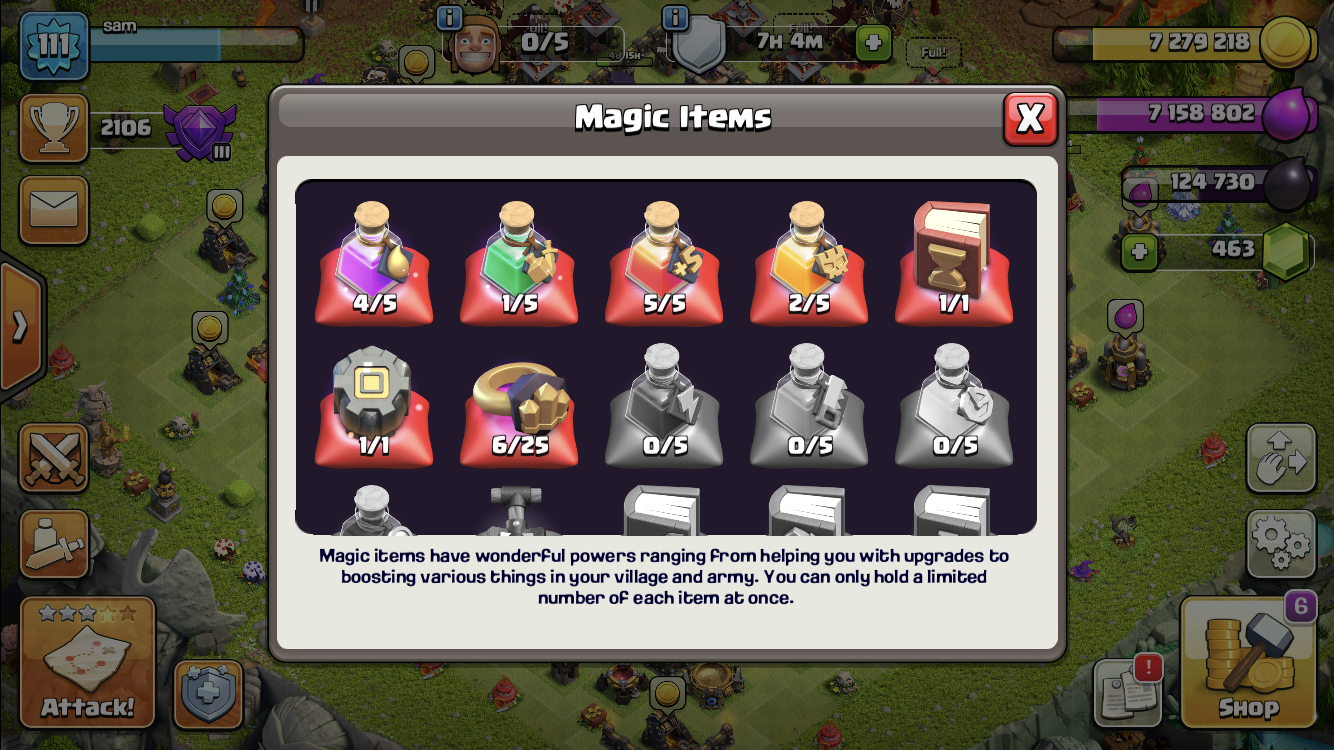 111
sam
0/5
Full!
7H 4M
Full!
7 279 218
2106
III
7 158 802
124 730
463
Magic Items
X
4/5
1/5
+5
5/5
2/5
1/1
1/1
6/25
0/5
0/5
0/5
Magic items have wonderful powers ranging from helping you with upgrades to
boosting various things in your village and army. You can only hold a limited
number of each item at once.
Attack!
!
6
Shop